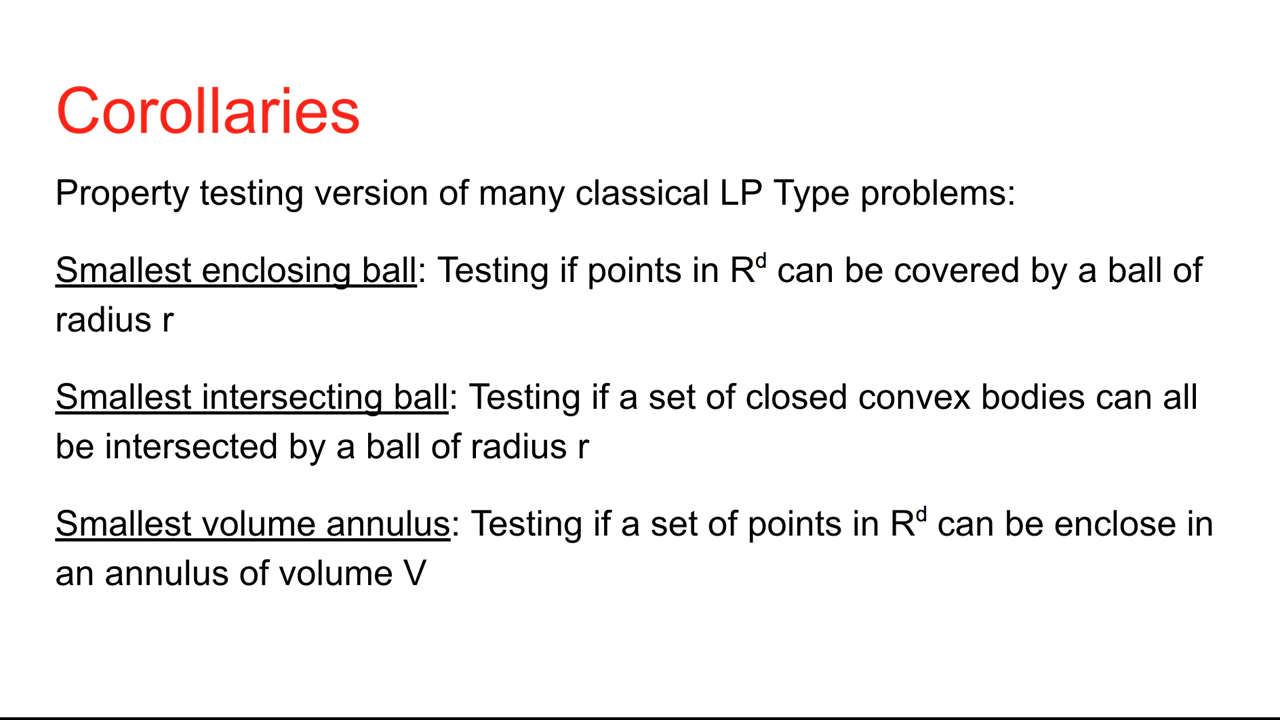 Corollaries
Property testing version of many classical LP Type problems:
Smallest enclosing ball: Testing if points in Rᵈ can be covered by a ball of
radius r
Smallest intersecting ball: Testing if a set of closed convex bodies can all
be intersected by a ball of radius r
Smallest volume annulus: Testing if a set of points in Rᵈ can be enclose in
an annulus of volume V